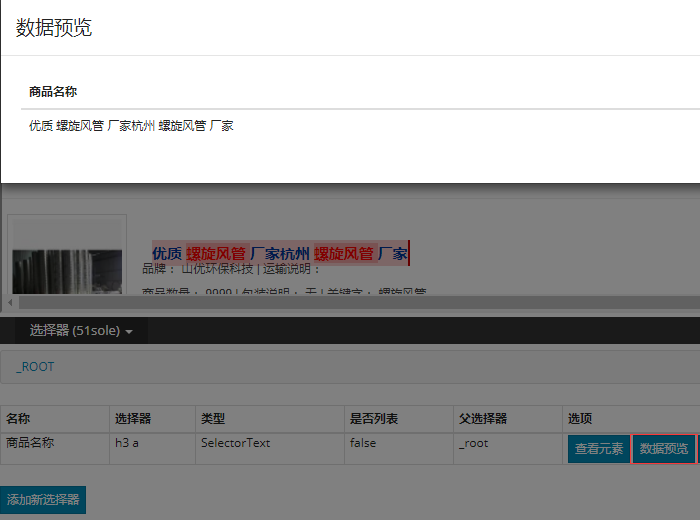 数据预览
商品名称
优质 螺旋风管 厂家杭州 螺旋风管 厂家
优质 螺旋风管 厂家杭州 螺旋风管 厂家
品牌： 山优环保科技 | 运输说明：
商品数量： 9999 | 包装说明： 无 | 关键字： 螺旋风管
选择器 (51sole)
_ROOT
名称 选择器 类型 是否列表 父选择器 选项
商品名称 h3 a SelectorText false _root 查看元素 数据预览
添加新选择器